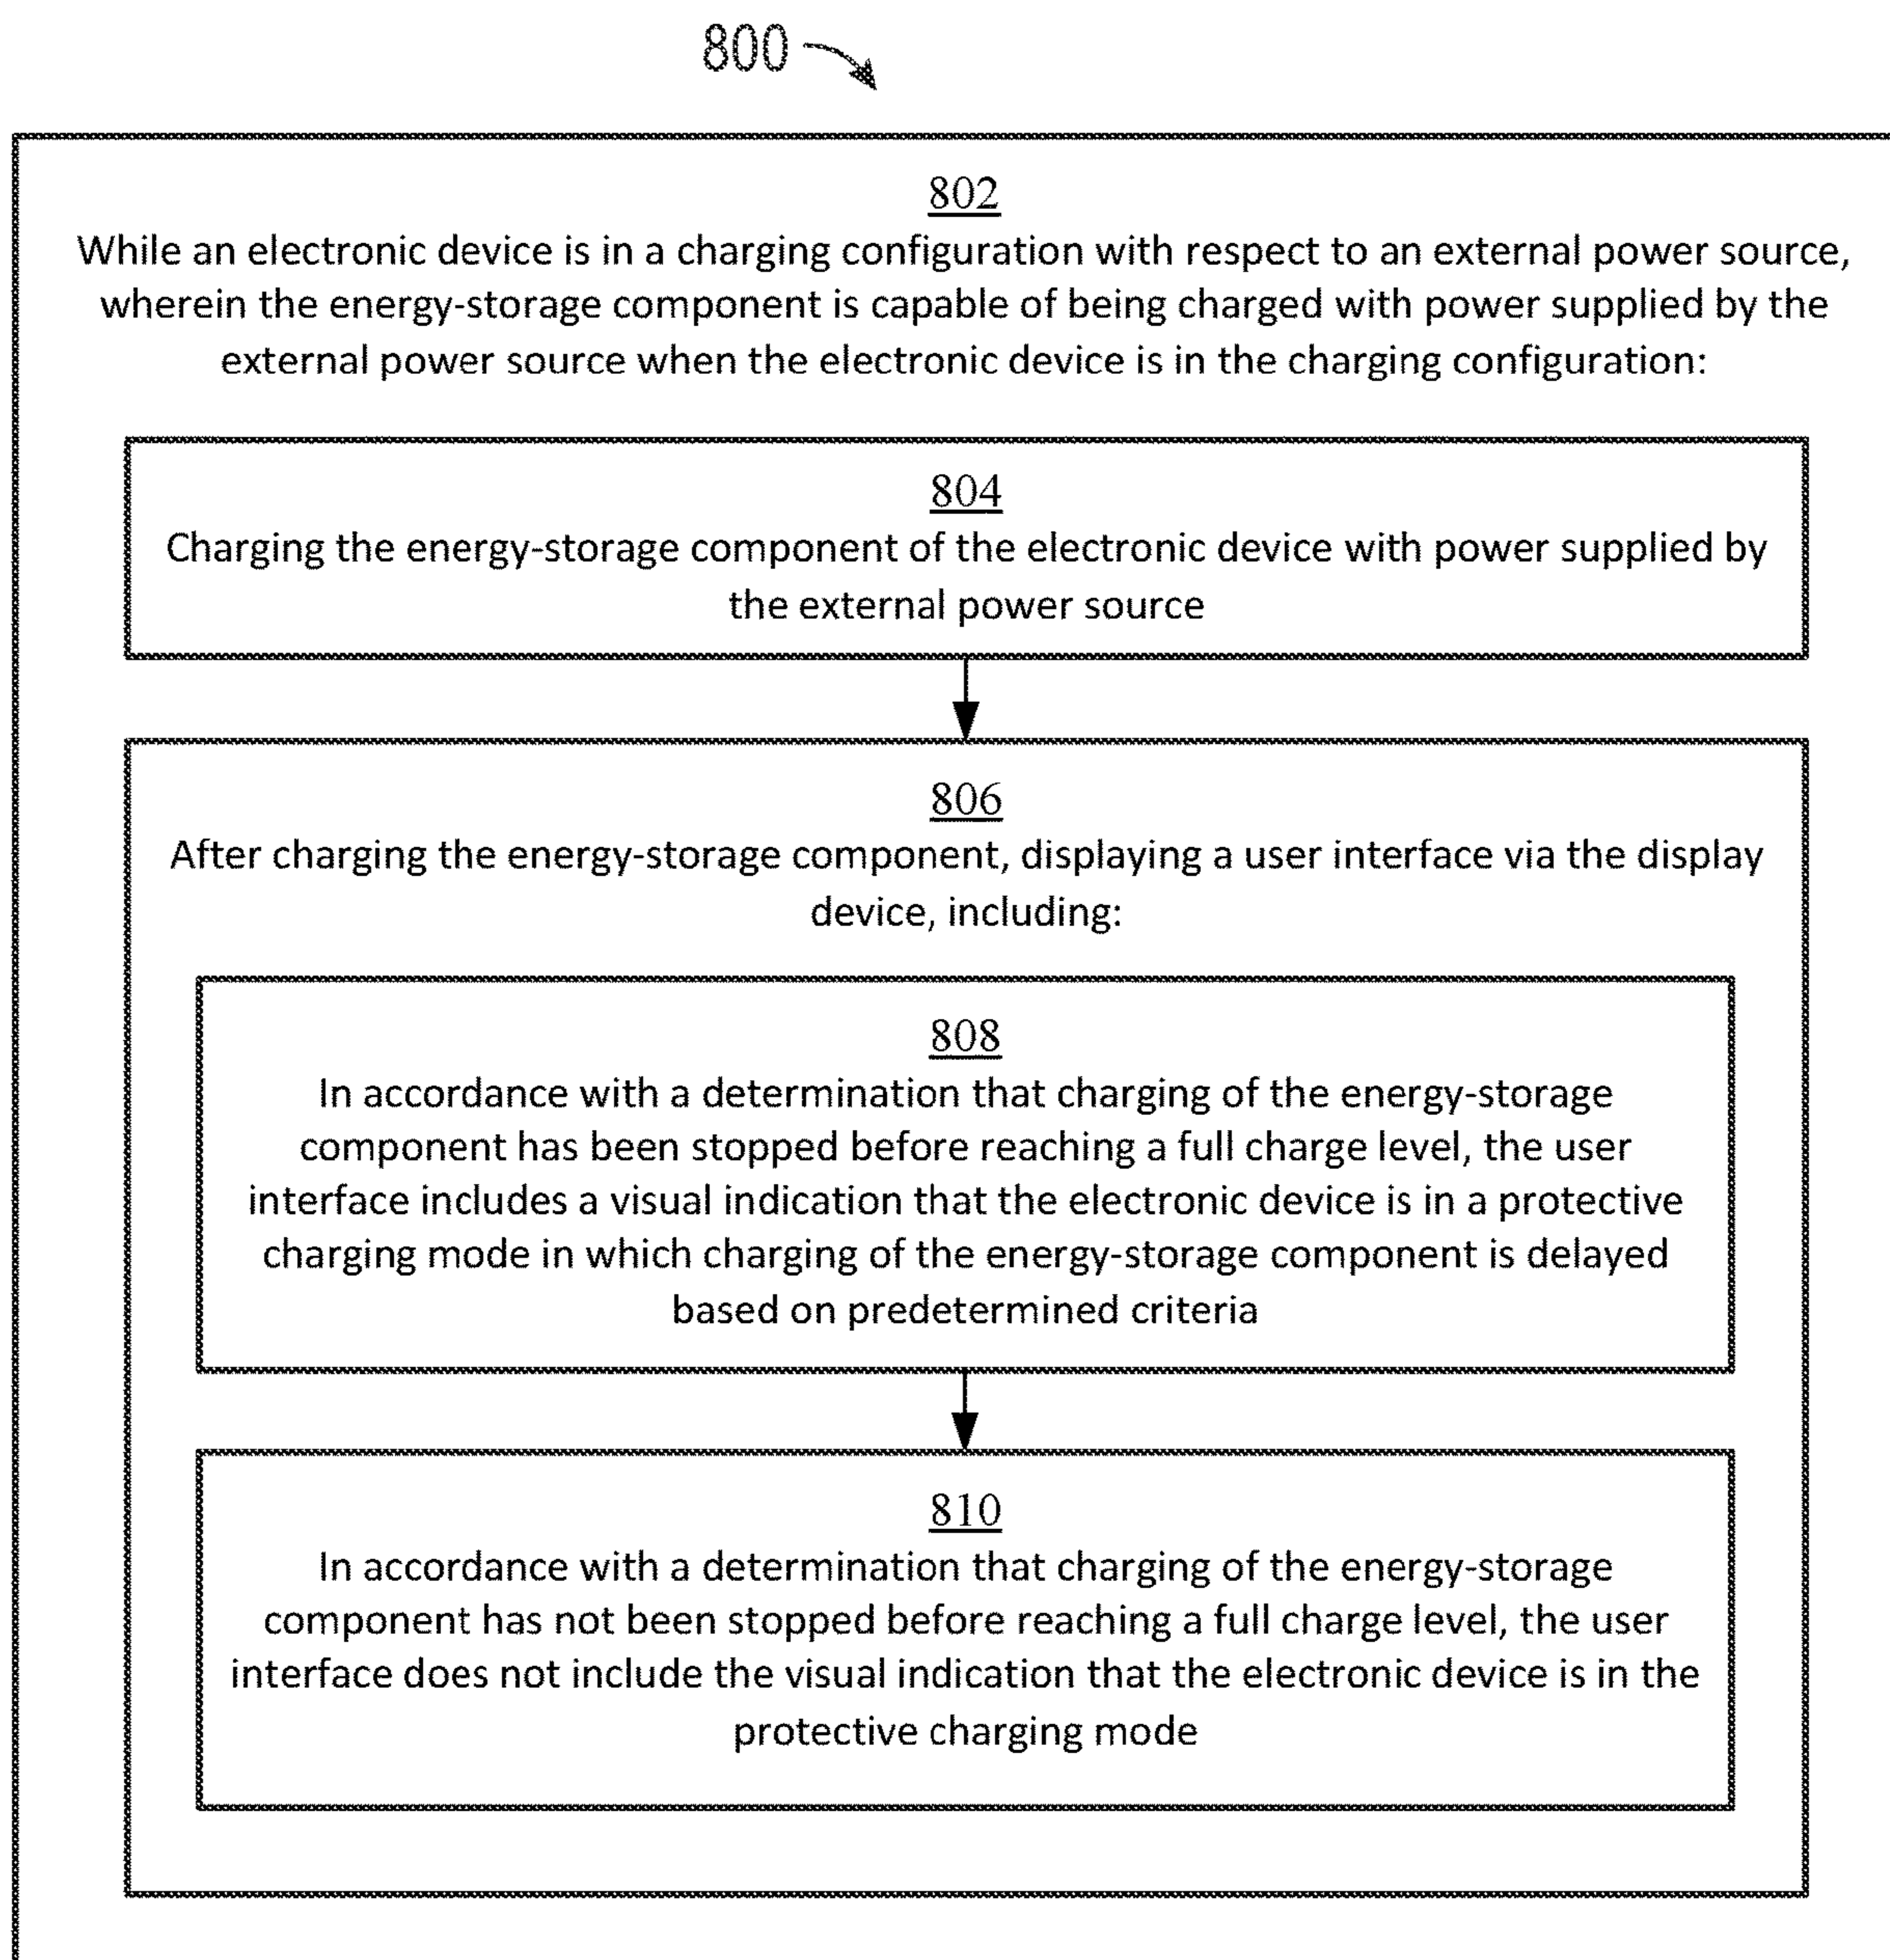 800
802
While an electronic device is in a charging configuration with respect to an external power source,
wherein the energy-storage component is capable of being charged with power supplied by the
external power source when the electronic device is in the charging configuration:
804
Charging the energy-storage component of the electronic device with power supplied by
the external power source
806
After charging the energy-storage component, displaying a user interface via the display
device, including:
808
In accordance with a determination that charging of the energy-storage
component has been stopped before reaching a full charge level, the user
interface includes a visual indication that the electronic device is in a protective
charging mode in which charging of the energy-storage component is delayed
based on predetermined criteria
810
In accordance with a determination that charging of the energy-storage
component has not been stopped before reaching a full charge level, the user
interface does not include the visual indication that the electronic device is in the
protective charging mode